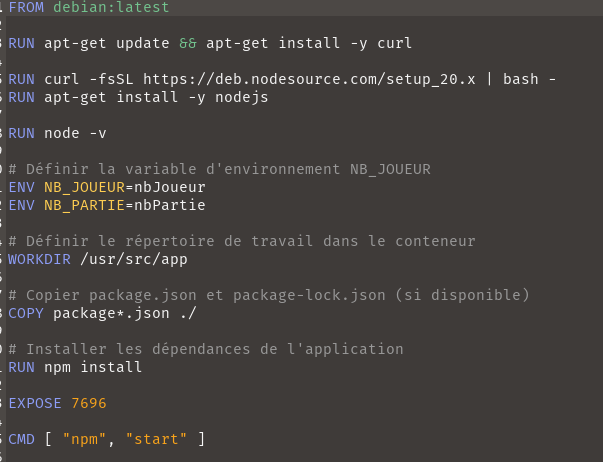 FROM debian:latest
RUN apt-get update && apt-get install -y curl
RUN curl -fsSL https://deb.nodesource.com/setup_20.x | bash -
RUN apt-get install -y nodejs
RUN node -v
# Définir la variable d'environnement NB_JOUEUR
ENV NB_JOUEUR=nbJoueur
ENV NB_PARTIE=nbPartie
# Définir le répertoire de travail dans le conteneur
WORKDIR /usr/src/app
# Copier package.json et package-lock.json (si disponible)
COPY package*.json ./
# Installer les dépendances de l'application
RUN npm install
EXPOSE 7696
CMD [ "npm", "start" ]